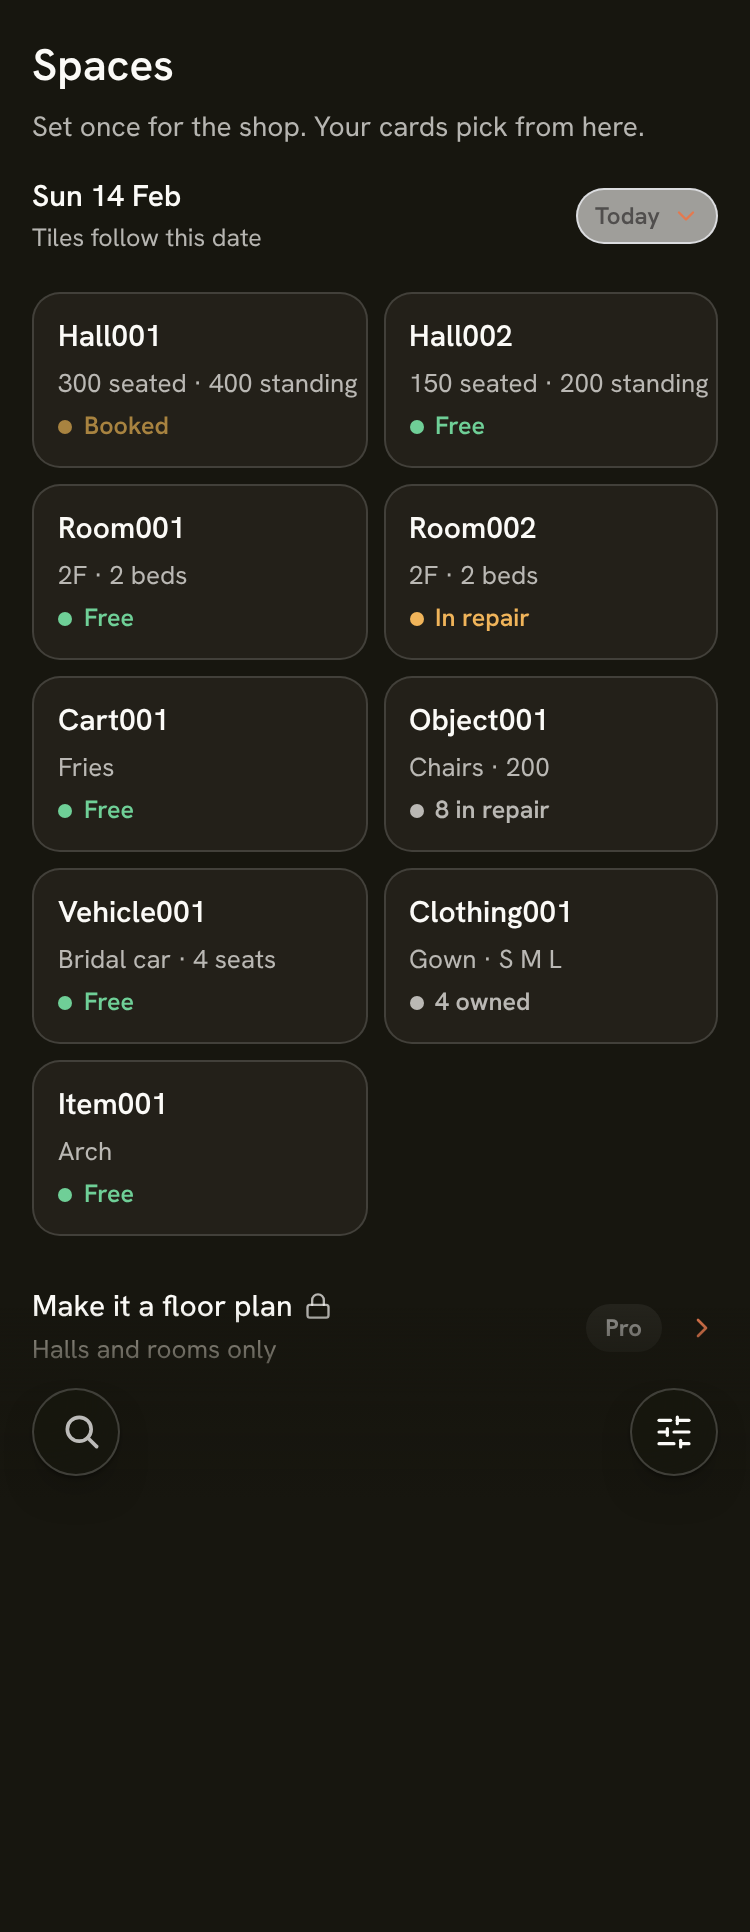 Spaces
Set once for the shop. Your cards pick from here.
Sun 14 Feb
Tiles follow this date
Today
Hall001
300 seated · 400 standing
Booked
Hall002
150 seated · 200 standing
Free
Room001
2F · 2 beds
Free
Room002
2F · 2 beds
In repair
Cart001
Fries
Free
Object001
Chairs · 200
8 in repair
Vehicle001
Bridal car · 4 seats
Free
Clothing001
Gown · S M L
4 owned
Item001
Arch
Free
Make it a floor plan
Halls and rooms only
Pro